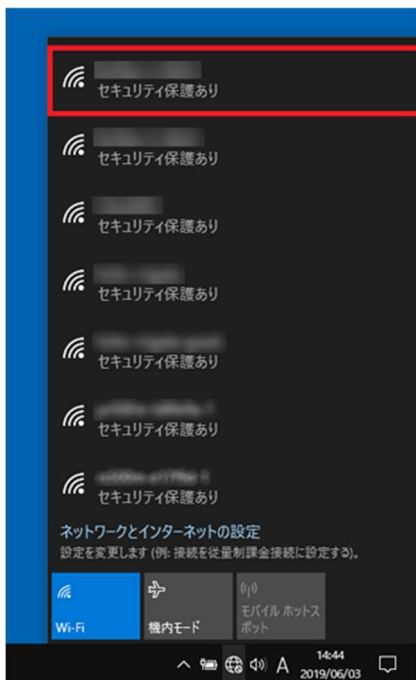 セキュリティ保護あり
セキュリティ保護あり
セキュリティ保護あり
セキュリティ保護あり
セキュリティ保護あり
セキュリティ保護あり
セキュリティ保護あり
ネットワークとインターネットの設定
設定を変更します (例: 接続を従量制課金接続に設定する)。
Wi-Fi
機内モード
モバイル ホットス
ポット
A
14:44
2019/06/03